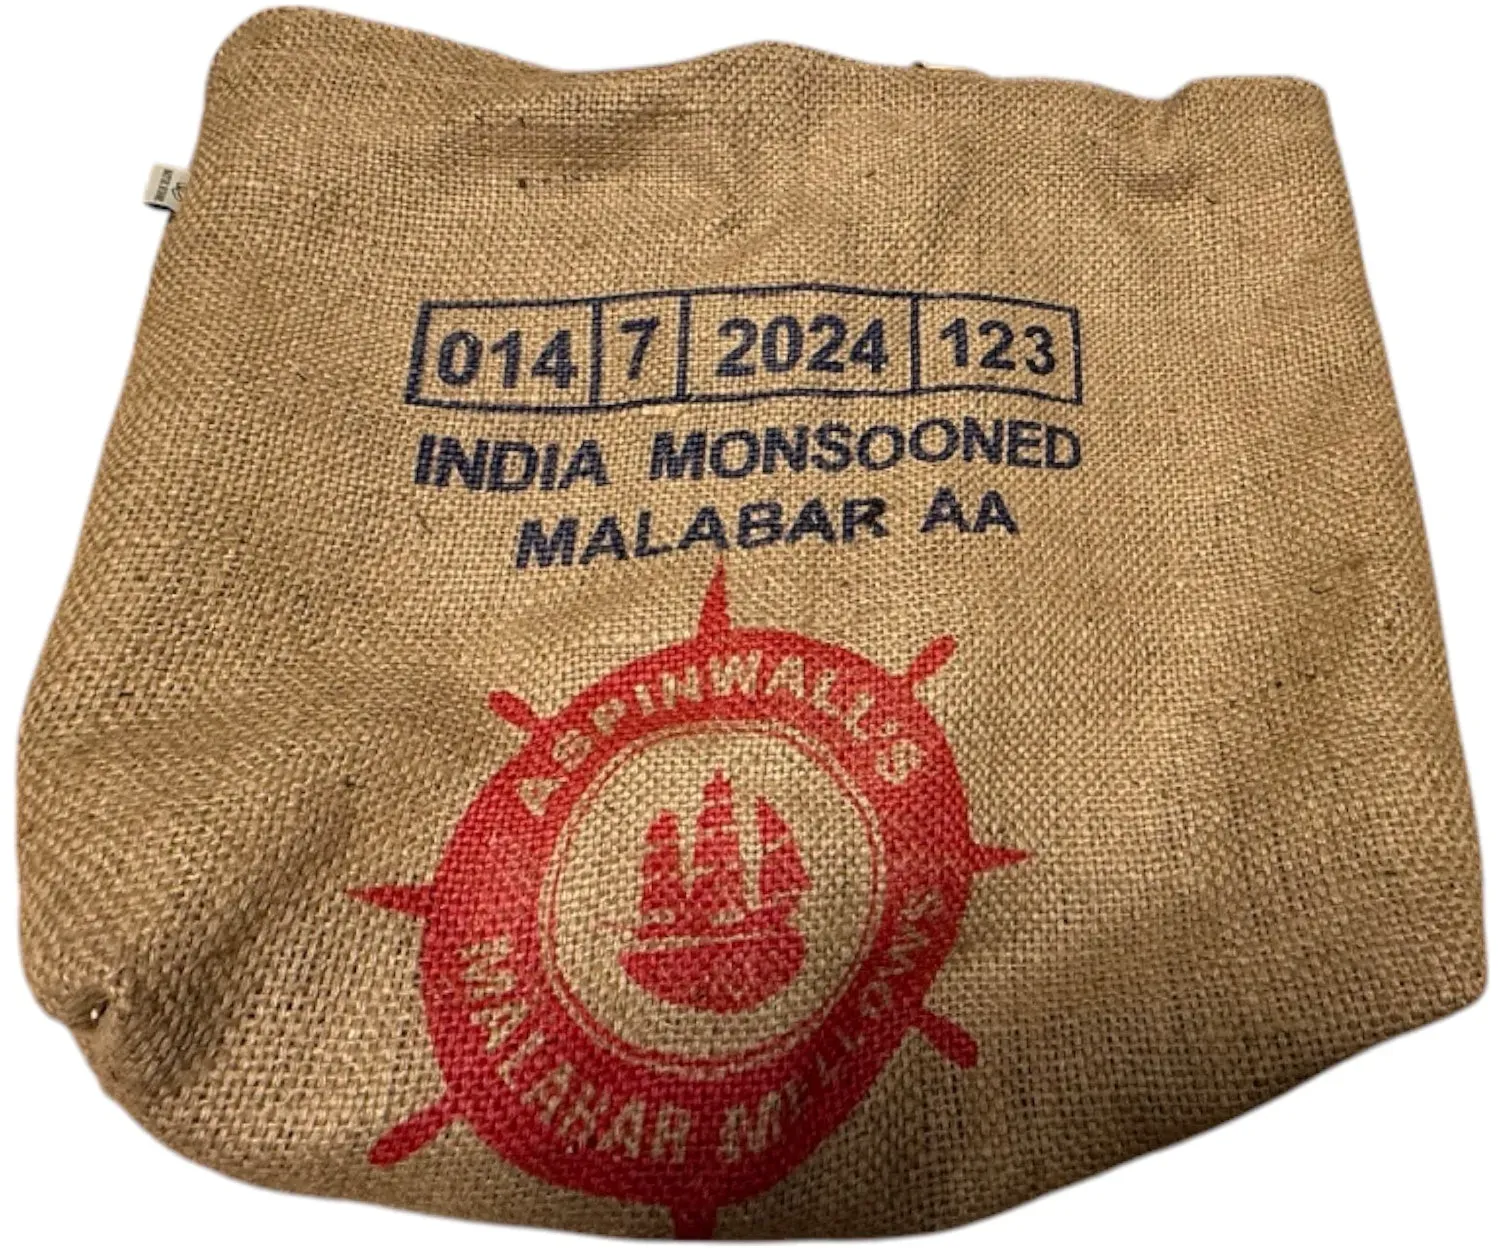 014 7 2024 123
INDIA MONSOONED
MALABAR AA
ASPINWALL'S
MALABAR MELLOWS